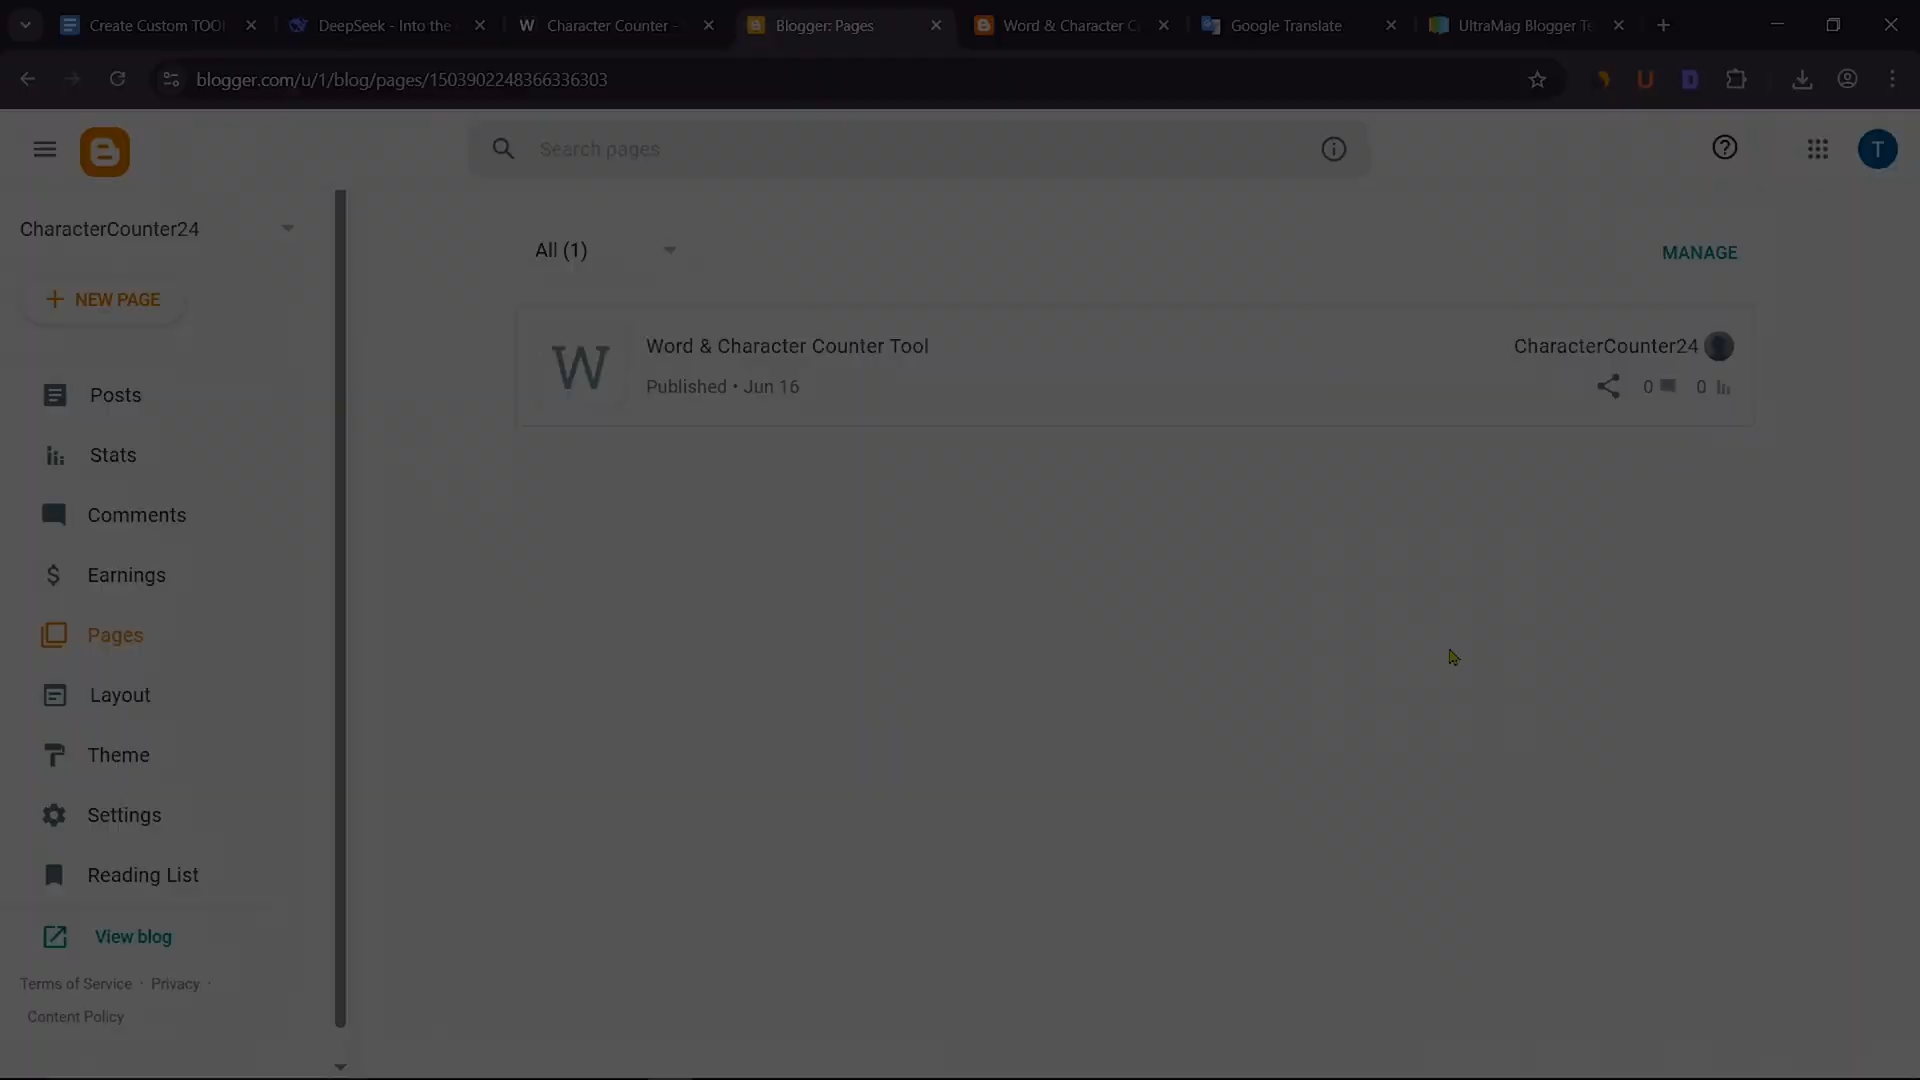 Create Custom TOOl
DeepSeek - Into the
W Character Counter -
Blogger: Pages
Word & Character C
Google Translate
UltraMag Blogger Te
blogger.com/u/1/blog/pages/1503902248366336303
Search pages
T
CharacterCounter24
All (1)
MANAGE
NEW PAGE
W
Word & Character Counter Tool
CharacterCounter24
Published • Jun 16
0
0
Posts
Stats
Comments
Earnings
Pages
Layout
Theme
Settings
Reading List
View blog
Terms of Service · Privacy ·
Content Policy